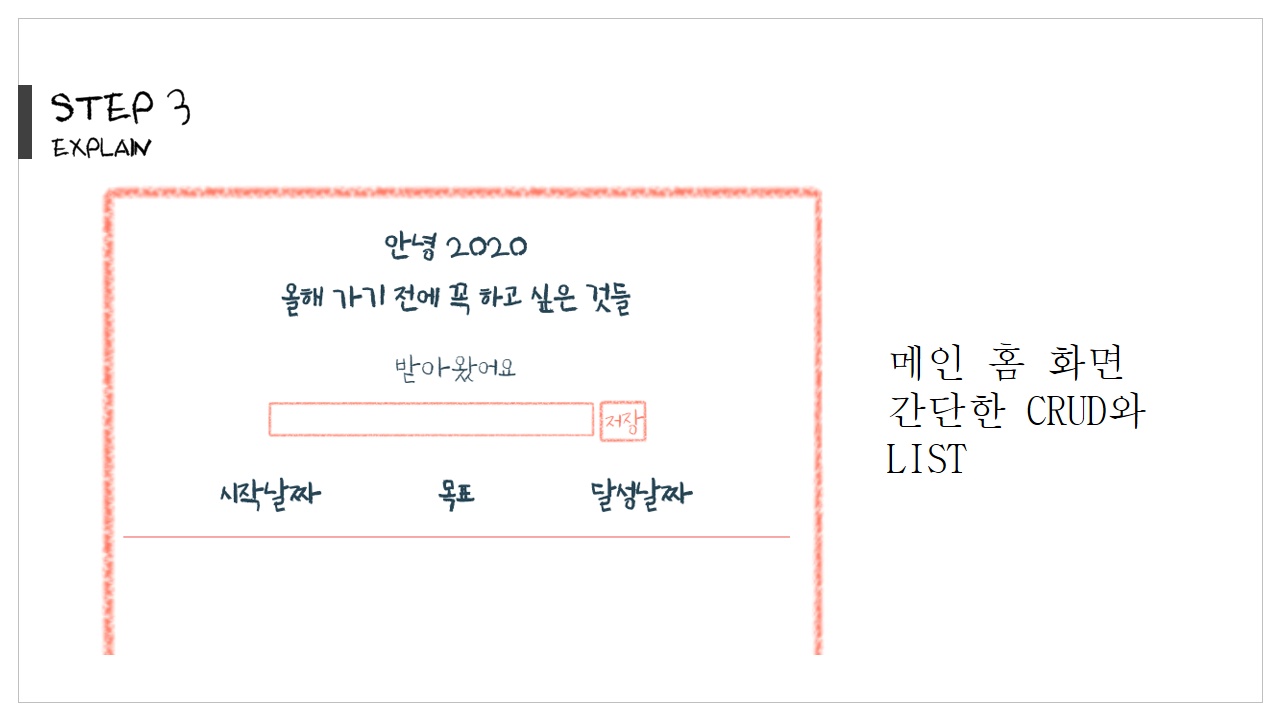 STEP 3
EXPLAIN
안녕 2020
올해 가기 전에 꼭 하고 싶은 것들
받아왔어요
저장
시작날짜 목표 달성날짜
메인 홈 화면
간단한 CRUD와
LIST